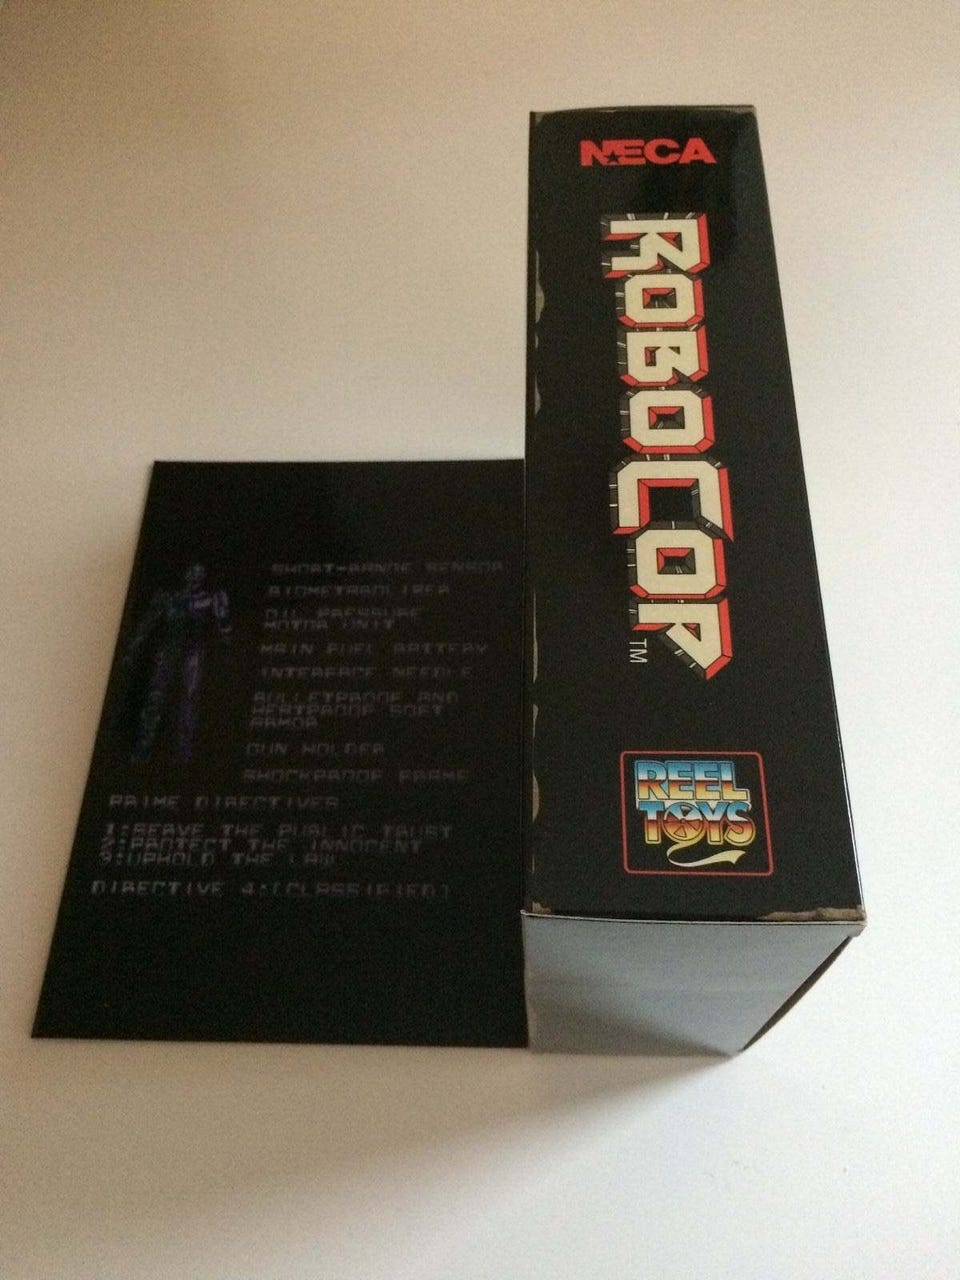 NECA
ROBOCOP
TM
REEL
TOYS
SHORT-RANGE SENSOR
BIOMETABOLIZER
OIL PRESSURE
MOTOR UNIT
MAIN FUEL BATTERY
INTERFACE NEEDLE
BULLETPROOF AND
HEATPROOF SOFT
ARMOR
GUN HOLDER
SHOCKPROOF FRAME
PRIME DIRECTIVES
1:SERVE THE PUBLIC TRUST
2:PROTECT THE INNOCENT
3:UPHOLD THE LAW
DIRECTIVE 4:[CLASSIFIED]